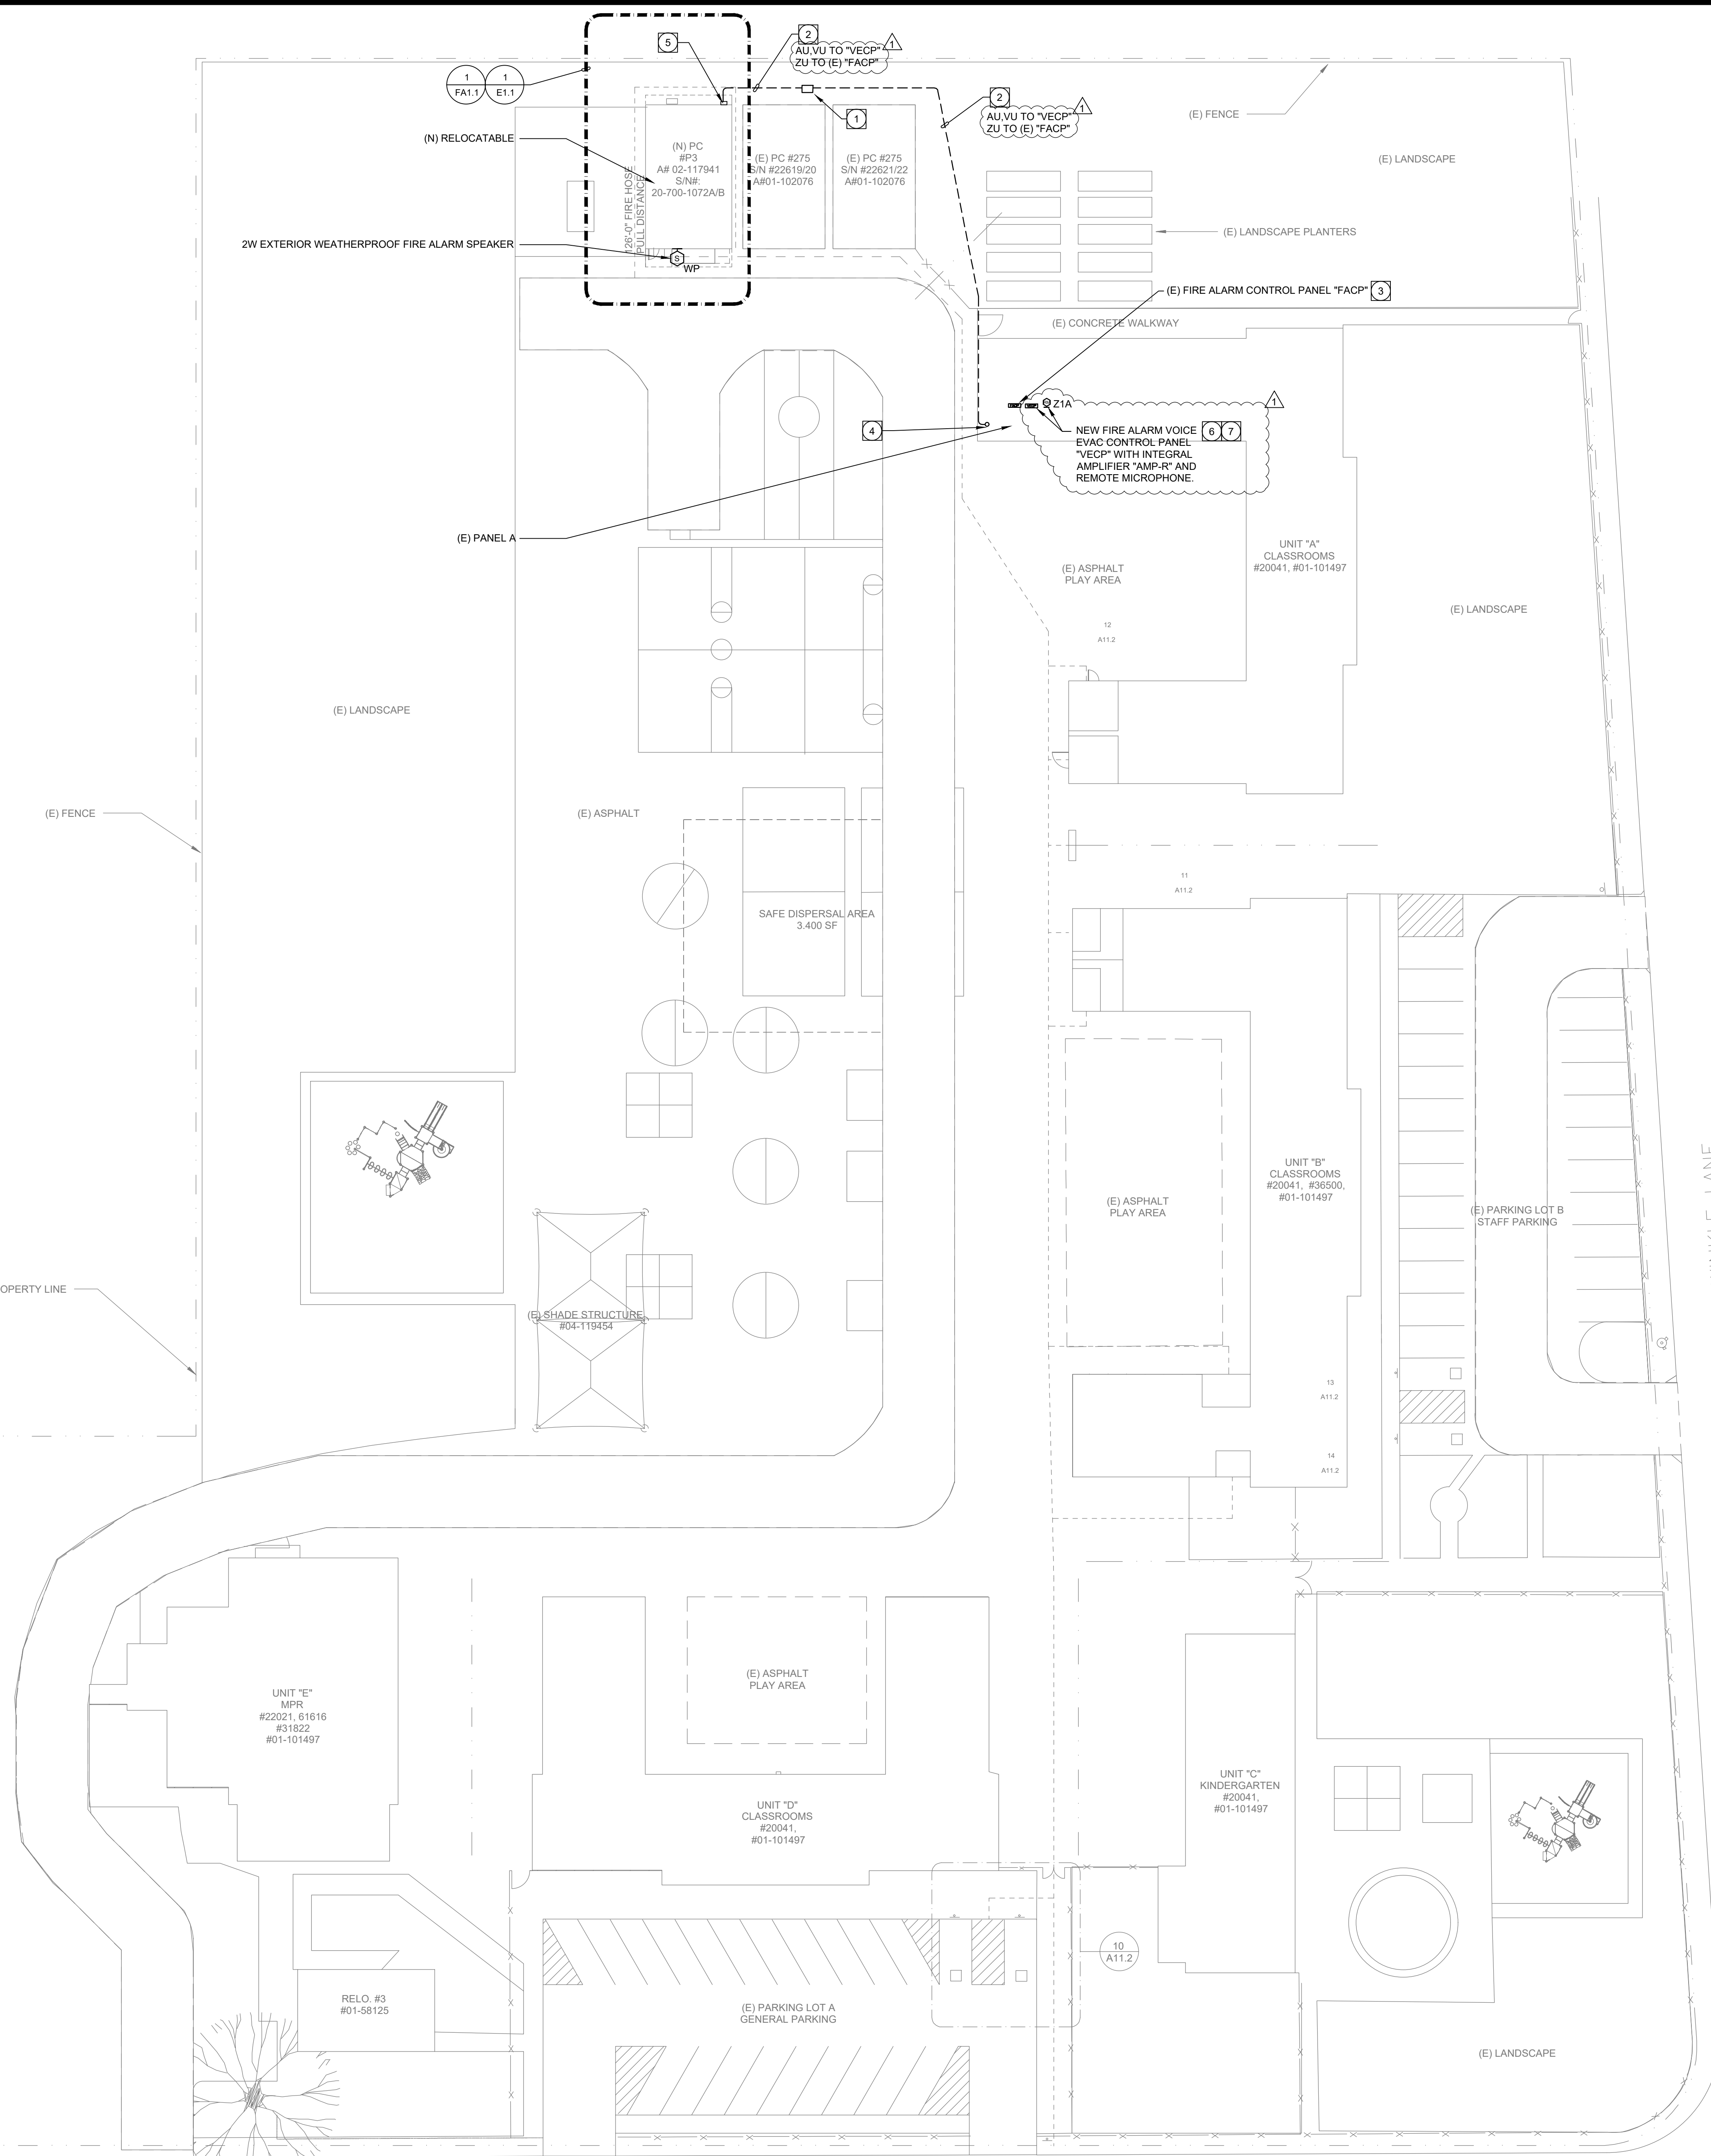 5
2
AU,VU TO "VECP"
ZU TO (E) "FACP"
1
1
FA1.1
1
E1.1
2
AU,VU TO "VECP"
ZU TO (E) "FACP"
1
1
(E) FENCE
(N) RELOCATABLE
(N) PC
#P3
A# 02-117941
S/N#:
20-700-1072A/B
(E) PC #275
S/N #22619/20
A#01-102076
(E) PC #275
S/N #22621/22
A#01-102076
(E) LANDSCAPE
126'-0" FIRE HOSE
PULL DISTANCE
2W EXTERIOR WEATHERPROOF FIRE ALARM SPEAKER
S
WP
(E) LANDSCAPE PLANTERS
(E) FIRE ALARM CONTROL PANEL "FACP"
3
(E) CONCRETE WALKWAY
Z1A
1
4
NEW FIRE ALARM VOICE
EVAC CONTROL PANEL
"VECP" WITH INTEGRAL
AMPLIFIER "AMP-R" AND
REMOTE MICROPHONE.
6
7
(E) PANEL A
UNIT "A"
CLASSROOMS
#20041, #01-101497
(E) ASPHALT
PLAY AREA
12
A11.2
(E) LANDSCAPE
(E) LANDSCAPE
(E) FENCE
(E) ASPHALT
11
A11.2
SAFE DISPERSAL AREA
3.400 SF
UNIT "B"
CLASSROOMS
#20041, #36500,
#01-101497
(E) ASPHALT
PLAY AREA
(E) PARKING LOT B
STAFF PARKING
LANE
OPERTY LINE
(E) SHADE STRUCTURE
#04-119454
13
A11.2
14
A11.2
UNIT "E"
MPR
#22021, 61616
#31822
#01-101497
(E) ASPHALT
PLAY AREA
UNIT "D"
CLASSROOMS
#20041,
#01-101497
UNIT "C"
KINDERGARTEN
#20041,
#01-101497
10
A11.2
RELO. #3
#01-58125
(E) PARKING LOT A
GENERAL PARKING
(E) LANDSCAPE